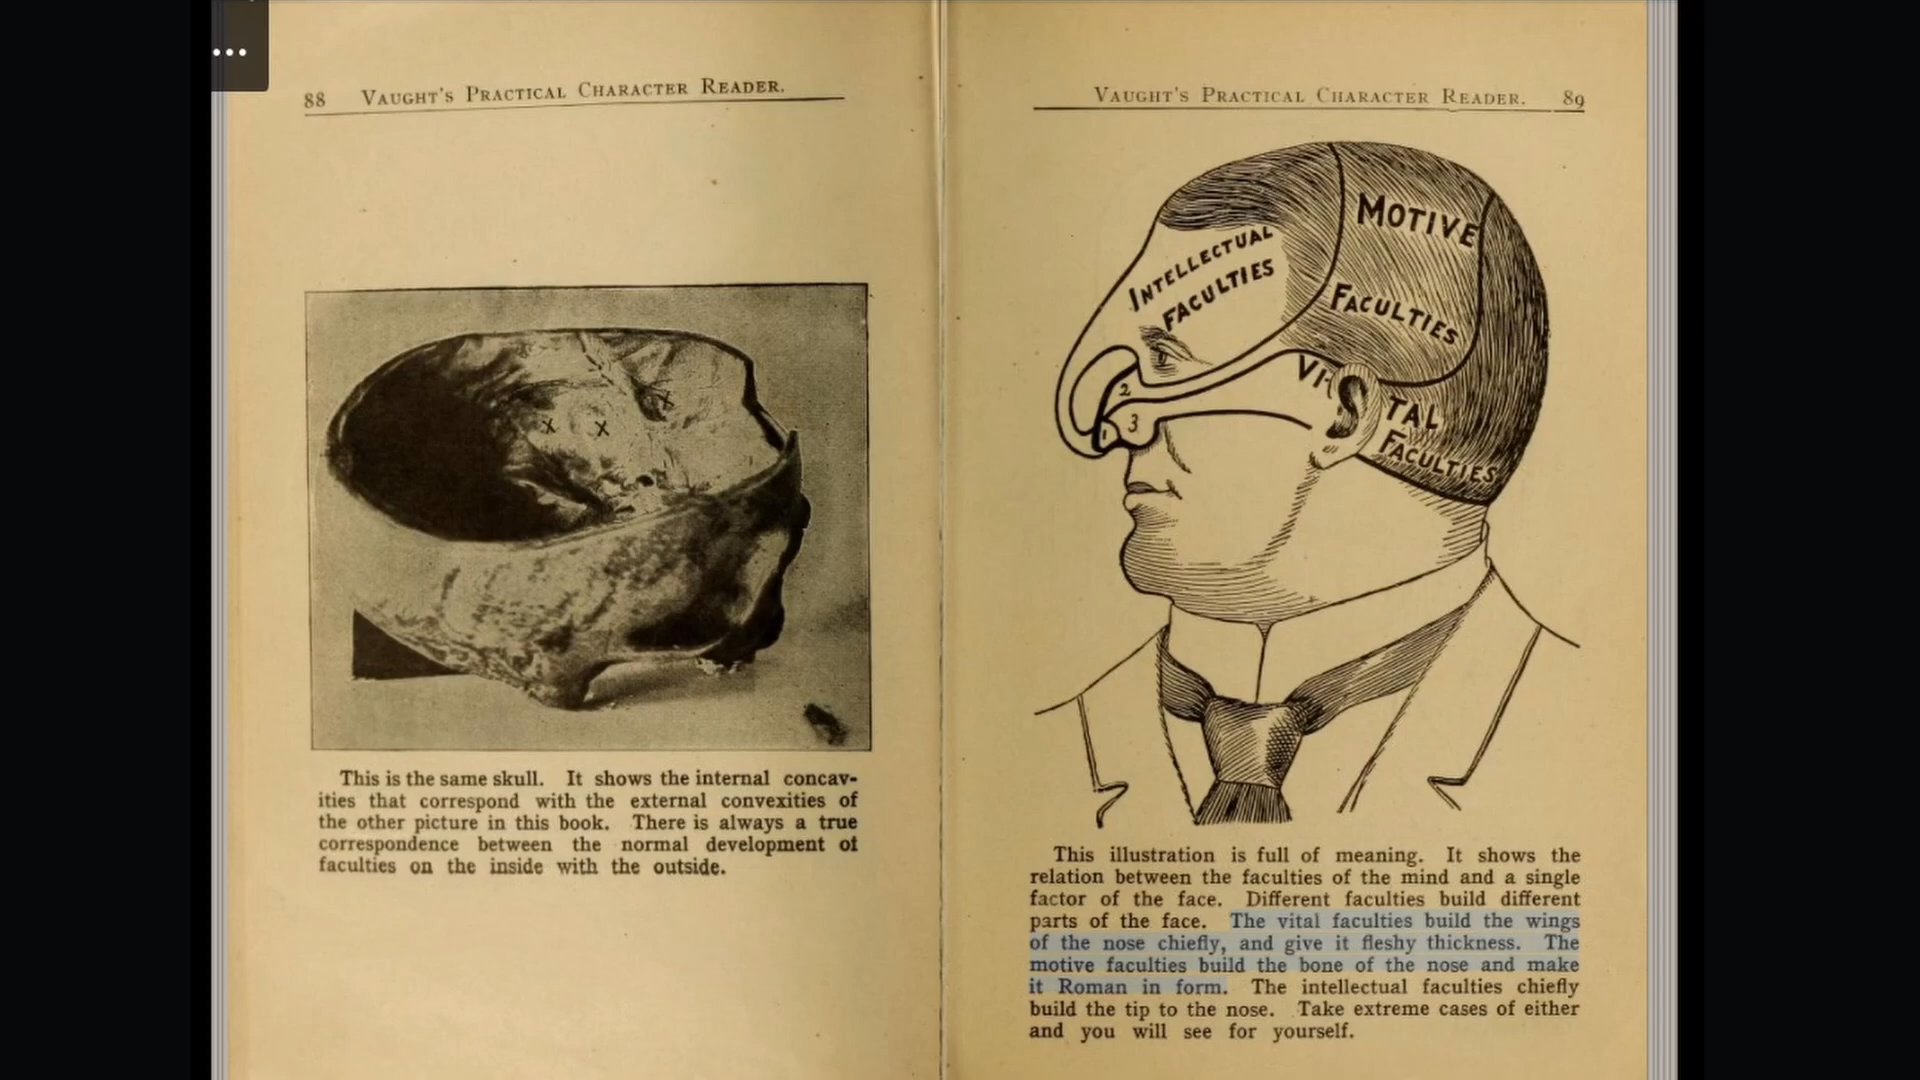 88 VAUGHT'S PRACTICAL CHARACTER READER.
X
X
X
This is the same skull. It shows the internal concav-
ities that correspond with the external convexities of
the other picture in this book. There is always a true
correspondence between the normal development of
faculties on the inside with the outside.
VAUGHT'S PRACTICAL CHARACTER READER. 89
MOTIVE
FACULTIES
INTELLECTUAL
FACULTIES
VI-
TAL
FACULTIES
2
3
1
This illustration is full of meaning. It shows the
relation between the faculties of the mind and a single
factor of the face. Different faculties build different
parts of the face. The vital faculties build the wings
of the nose chiefly, and give it fleshy thickness. The
motive faculties build the bone of the nose and make
it Roman in form. The intellectual faculties chiefly
build the tip to the nose. Take extreme cases of either
and you will see for yourself.